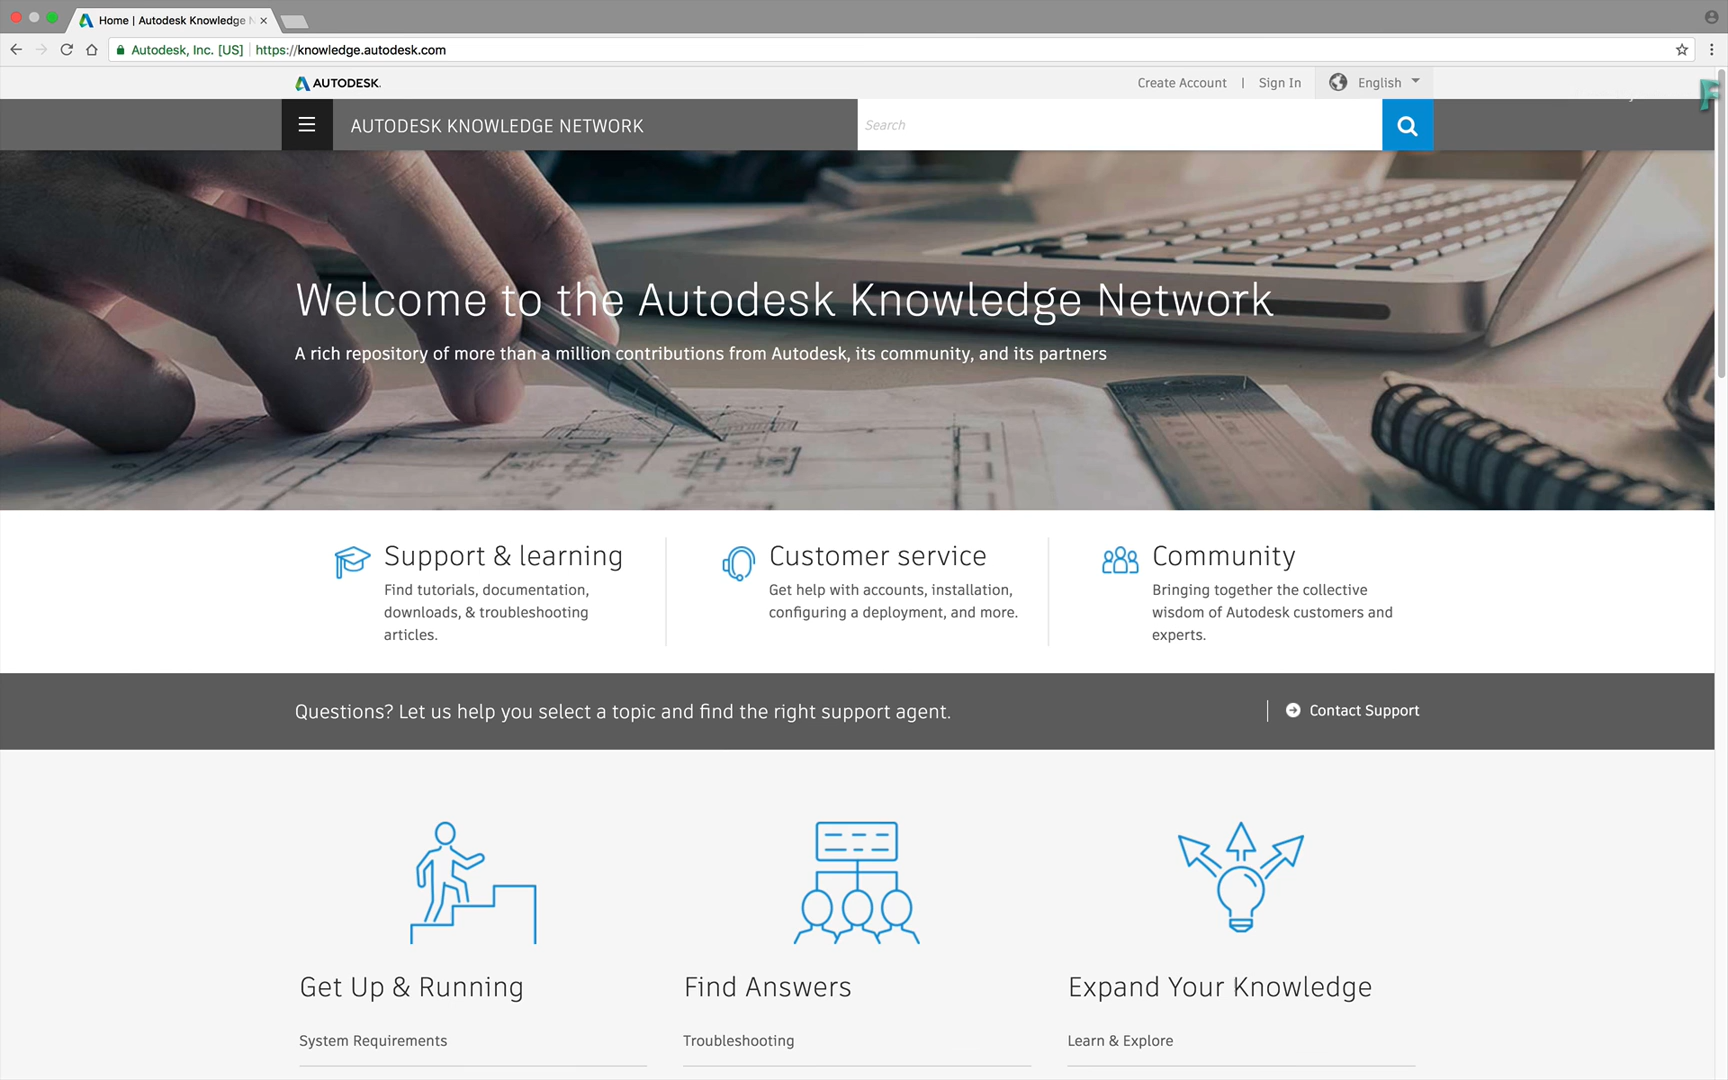 Home | Autodesk Knowledge N
Autodesk, Inc. [US] https://knowledge.autodesk.com
AUTODESK.
Create Account | Sign In English
AUTODESK KNOWLEDGE NETWORK
Search
Welcome to the Autodesk Knowledge Network
A rich repository of more than a million contributions from Autodesk, its community, and its partners
Support & learning
Find tutorials, documentation,
downloads, & troubleshooting
articles.
Customer service
Get help with accounts, installation,
configuring a deployment, and more.
Community
Bringing together the collective
wisdom of Autodesk customers and
experts.
Questions? Let us help you select a topic and find the right support agent.
Contact Support
Get Up & Running
System Requirements
Find Answers
Troubleshooting
Expand Your Knowledge
Learn & Explore